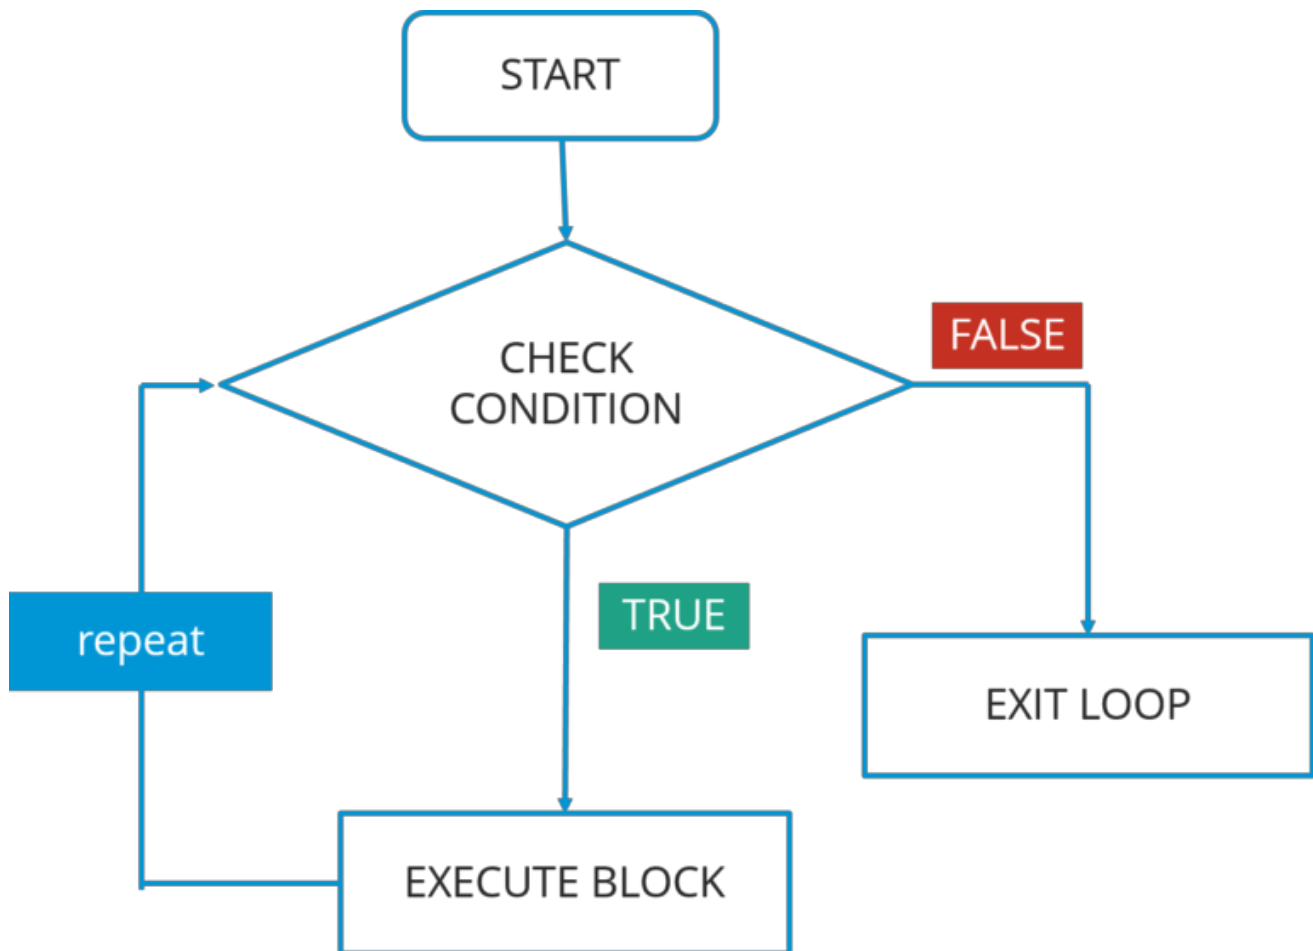 START
CHECK
CONDITION
FALSE
TRUE
repeat
EXIT LOOP
EXECUTE BLOCK